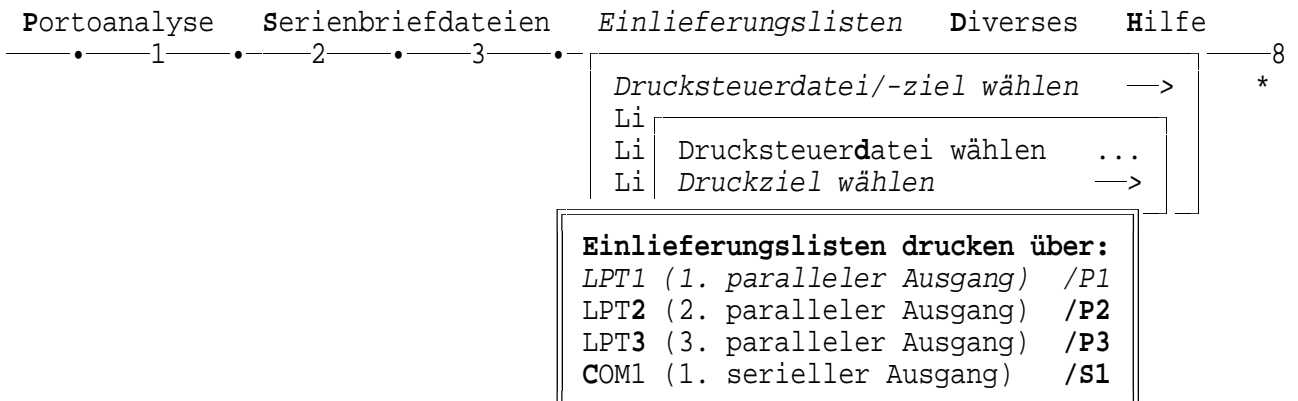 Portoanalyse Serienbriefdateien Einlieferungslisten Diverses Hilfe
1 2 3 8
Drucksteuerdatei/-ziel wählen —> *
Li
Li Drucksteuerdatei wählen ...
Li Druckziel wählen —>
Einlieferungslisten drucken über:
LPT1 (1. paralleler Ausgang) /P1
LPT2 (2. paralleler Ausgang) /P2
LPT3 (3. paralleler Ausgang) /P3
COM1 (1. serieller Ausgang) /S1